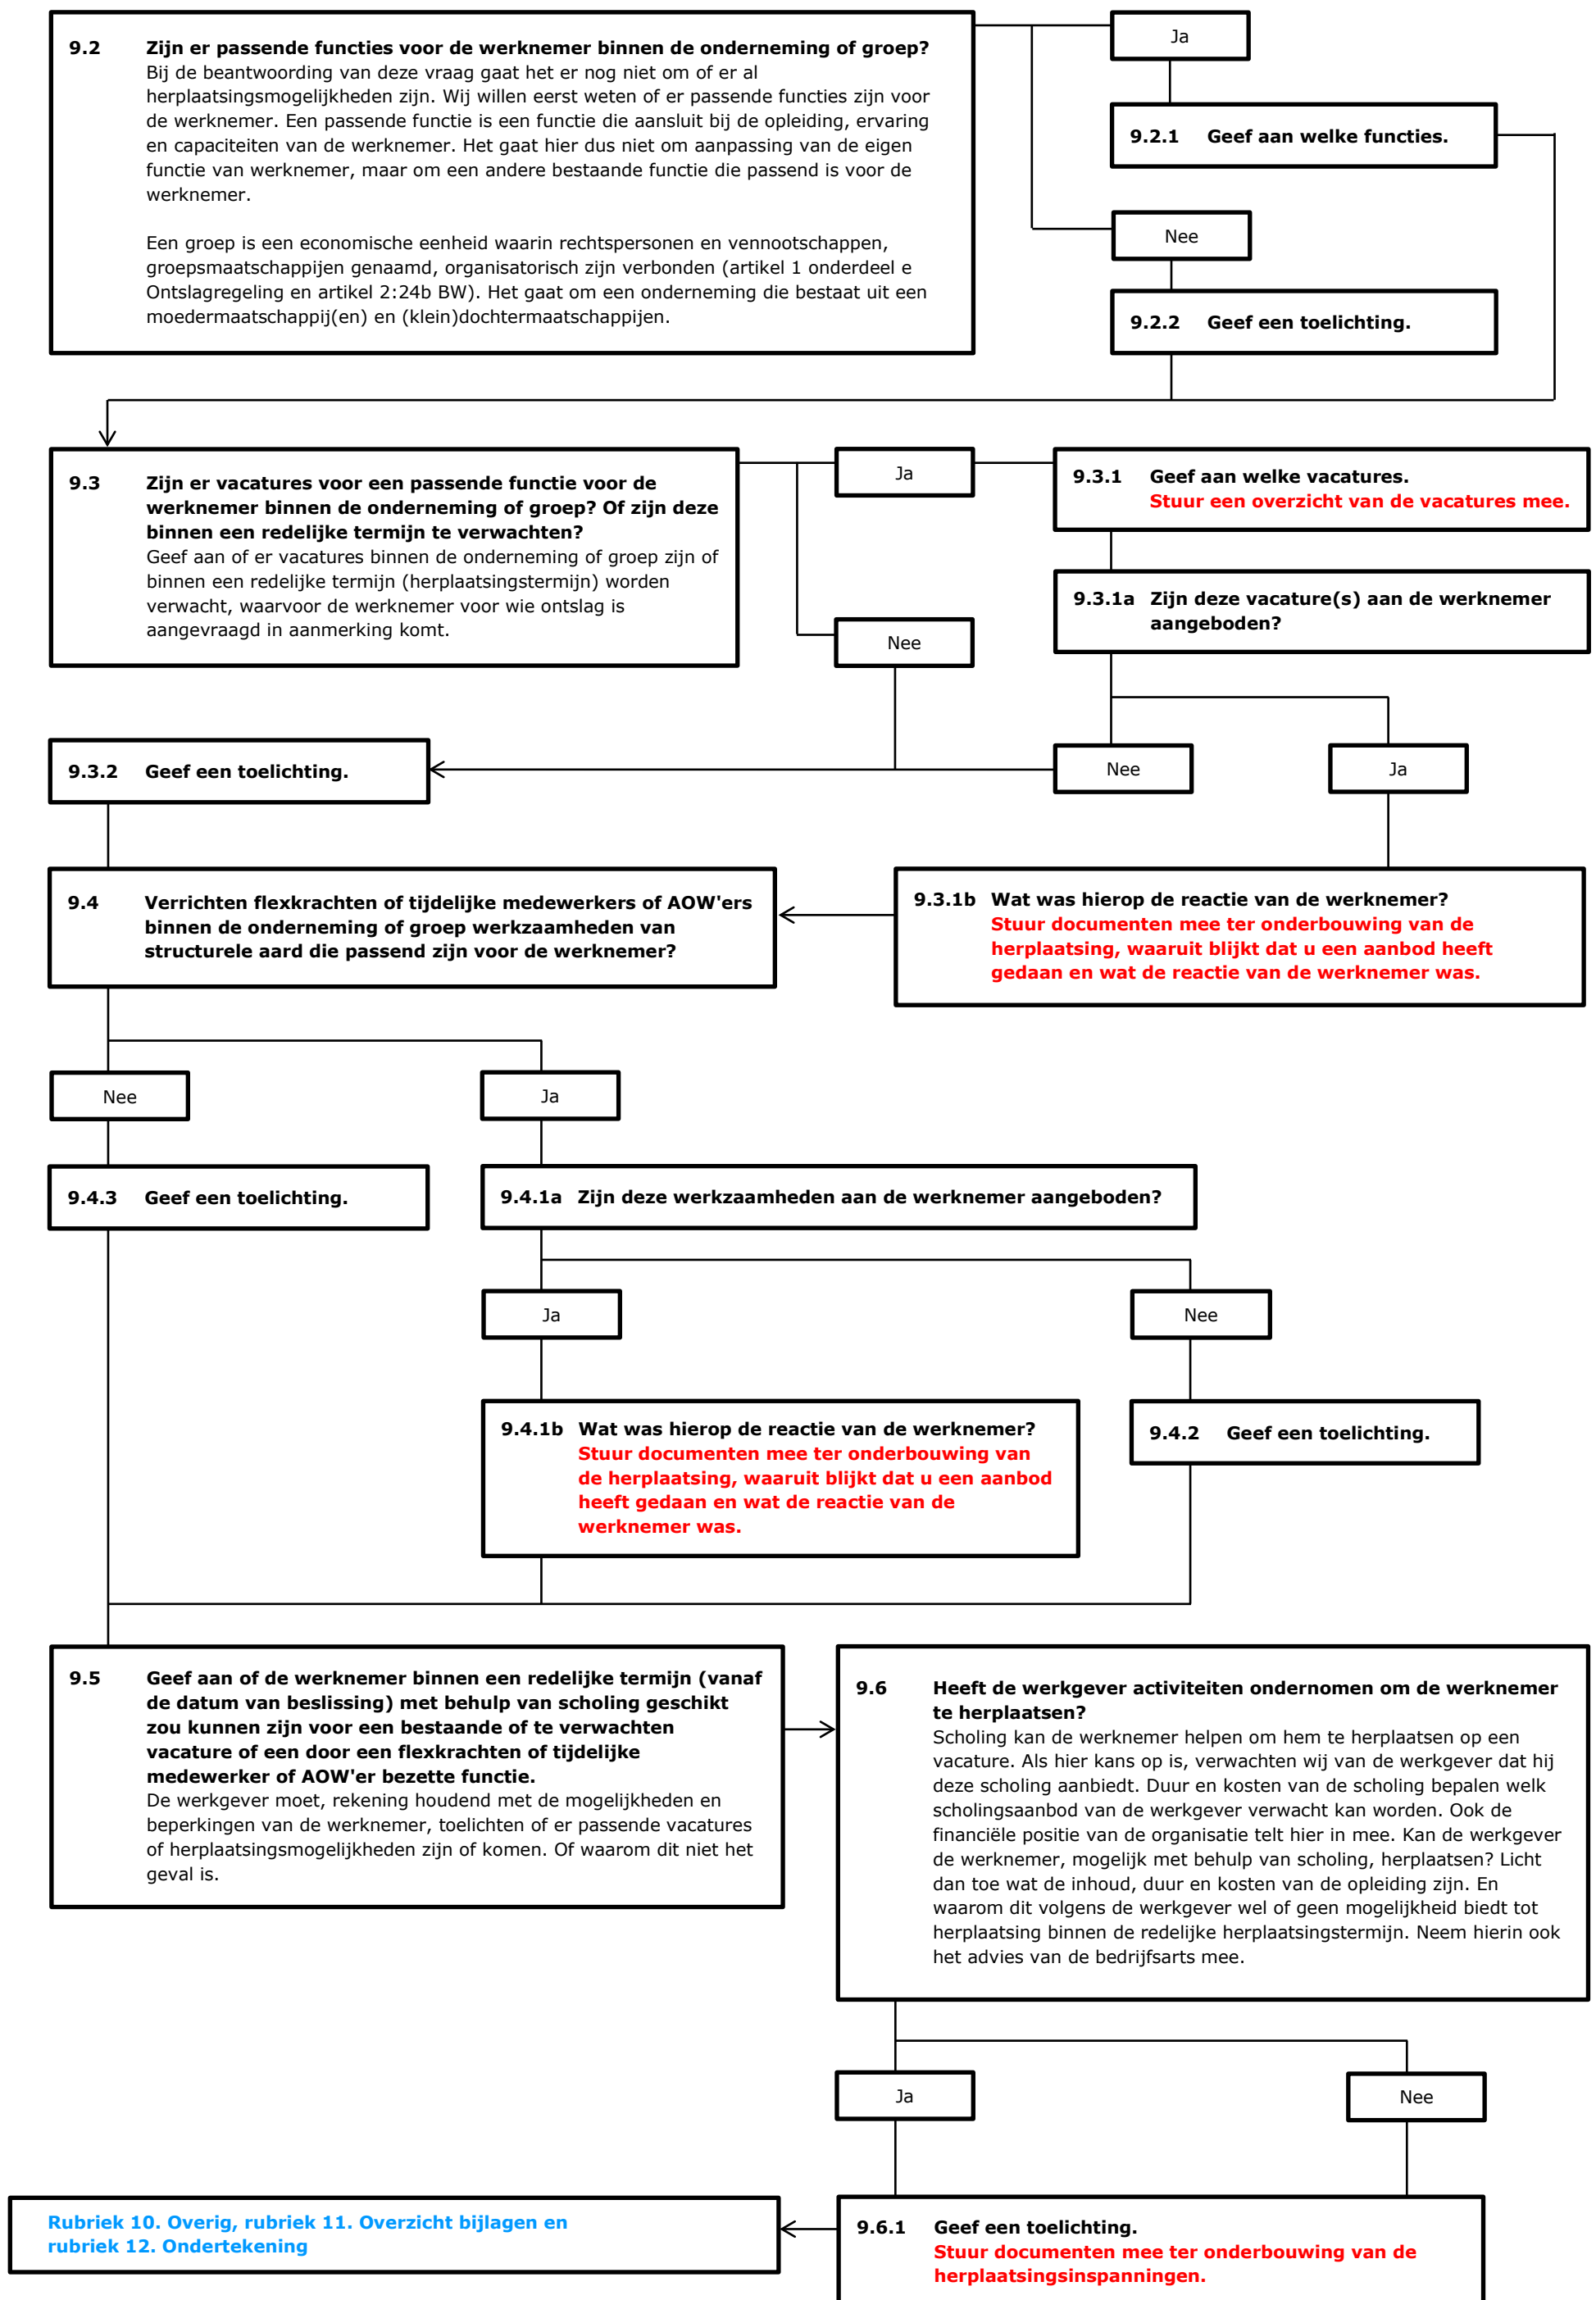 9.2 Zijn er passende functies voor de werknemer binnen de onderneming of groep?
Bij de beantwoording van deze vraag gaat het er nog niet om of er al
herplaatsingsmogelijkheden zijn. Wij willen eerst weten of er passende functies zijn voor
de werknemer. Een passende functie is een functie die aansluit bij de opleiding, ervaring
en capaciteiten van de werknemer. Het gaat hier dus niet om aanpassing van de eigen
functie van werknemer, maar om een andere bestaande functie die passend is voor de
werknemer.
Een groep is een economische eenheid waarin rechtspersonen en vennootschappen,
groepsmaatschappijen genaamd, organisatorisch zijn verbonden (artikel 1 onderdeel e
Ontslagregeling en artikel 2:24b BW). Het gaat om een onderneming die bestaat uit een
moedermaatschappij(en) en (klein)dochtermaatschappijen.
Ja
9.2.1 Geef aan welke functies.
Nee
9.2.2 Geef een toelichting.
9.3 Zijn er vacatures voor een passende functie voor de
werknemer binnen de onderneming of groep? Of zijn deze
binnen een redelijke termijn te verwachten?
Geef aan of er vacatures binnen de onderneming of groep zijn of
binnen een redelijke termijn (herplaatsingstermijn) worden
verwacht, waarvoor de werknemer voor wie ontslag is
aangevraagd in aanmerking komt.
Ja
Nee
9.3.1 Geef aan welke vacatures.
Stuur een overzicht van de vacatures mee.
9.3.1a Zijn deze vacature(s) aan de werknemer
aangeboden?
Nee
Ja
9.3.2 Geef een toelichting.
9.3.1b Wat was hierop de reactie van de werknemer?
Stuur documenten mee ter onderbouwing van de
herplaatsing, waaruit blijkt dat u een aanbod heeft
gedaan en wat de reactie van de werknemer was.
9.4 Verrichten flexkrachten of tijdelijke medewerkers of AOW'ers
binnen de onderneming of groep werkzaamheden van
structurele aard die passend zijn voor de werknemer?
Nee
Ja
9.4.3 Geef een toelichting.
9.4.1a Zijn deze werkzaamheden aan de werknemer aangeboden?
Ja
Nee
9.4.1b Wat was hierop de reactie van de werknemer?
Stuur documenten mee ter onderbouwing van
de herplaatsing, waaruit blijkt dat u een aanbod
heeft gedaan en wat de reactie van de
werknemer was.
9.4.2 Geef een toelichting.
9.5 Geef aan of de werknemer binnen een redelijke termijn (vanaf
de datum van beslissing) met behulp van scholing geschikt
zou kunnen zijn voor een bestaande of te verwachten
vacature of een door een flexkrachten of tijdelijke
medewerker of AOW'er bezette functie.
De werkgever moet, rekening houdend met de mogelijkheden en
beperkingen van de werknemer, toelichten of er passende vacatures
of herplaatsingsmogelijkheden zijn of komen. Of waarom dit niet het
geval is.
9.6 Heeft de werkgever activiteiten ondernomen om de werknemer
te herplaatsen?
Scholing kan de werknemer helpen om hem te herplaatsen op een
vacature. Als hier kans op is, verwachten wij van de werkgever dat hij
deze scholing aanbiedt. Duur en kosten van de scholing bepalen welk
scholingsaanbod van de werkgever verwacht kan worden. Ook de
financiële positie van de organisatie telt hier in mee. Kan de werkgever
de werknemer, mogelijk met behulp van scholing, herplaatsen? Licht
dan toe wat de inhoud, duur en kosten van de opleiding zijn. En
waarom dit volgens de werkgever wel of geen mogelijkheid biedt tot
herplaatsing binnen de redelijke herplaatsingstermijn. Neem hierin ook
het advies van de bedrijfsarts mee.
Ja
Nee
9.6.1 Geef een toelichting.
Stuur documenten mee ter onderbouwing van de
herplaatsingsinspanningen.
Rubriek 10. Overig, rubriek 11. Overzicht bijlagen en
rubriek 12. Ondertekening